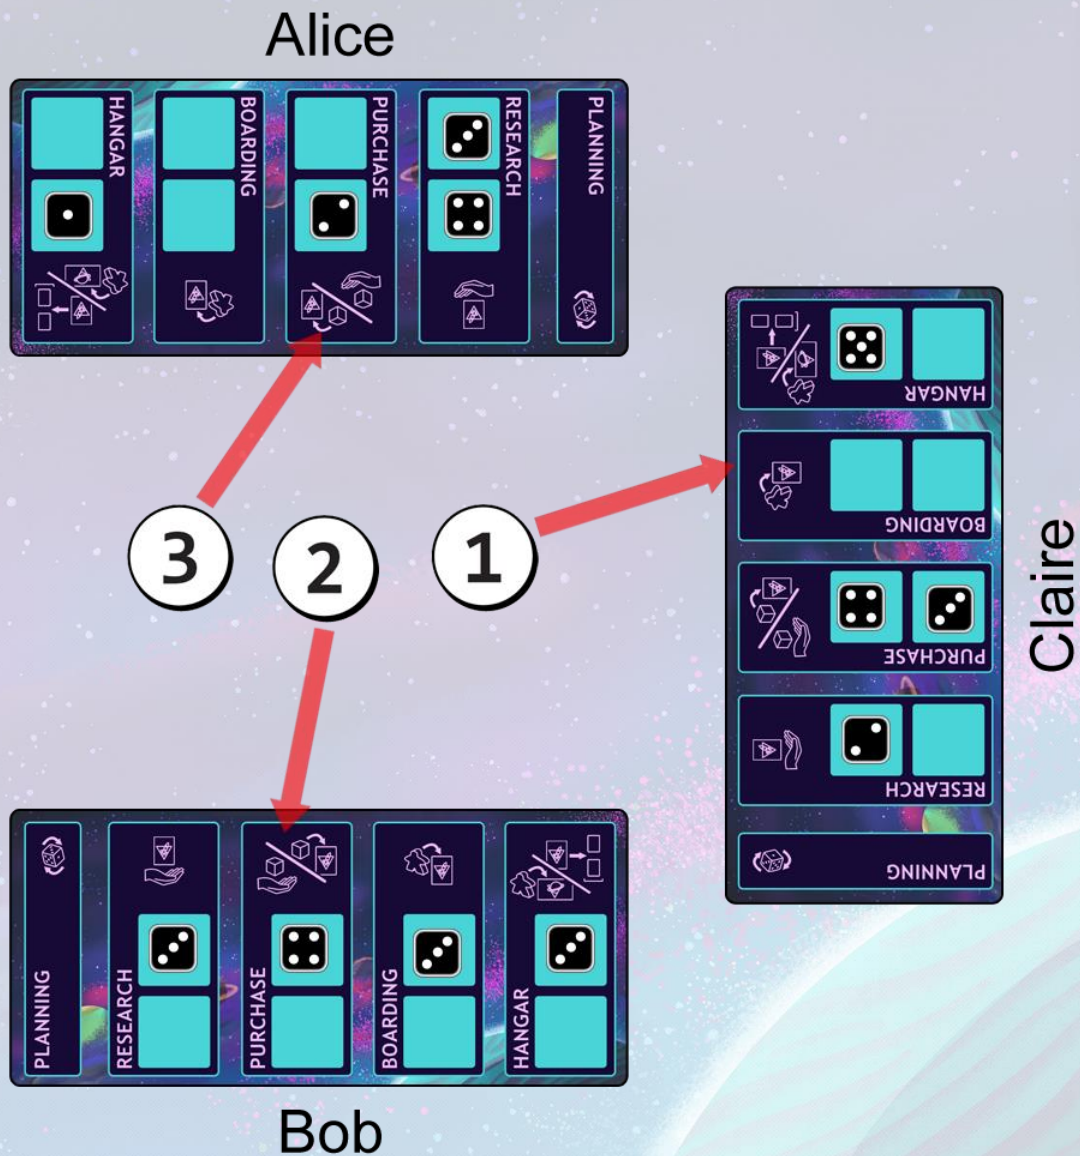 Alice
HANGAR
BOARDING
PURCHASE
RESEARCH
PLANNING
HANGAR
BOARDING
PURCHASE
RESEARCH
PLANNING
Claire
3
2
1
PLANNING
RESEARCH
PURCHASE
BOARDING
HANGAR
Bob